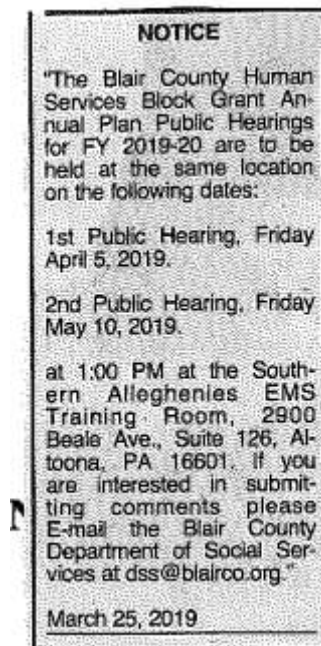 NOTICE
"The Blair County Human
Services Block Grant An-
nual Plan Public Hearings
for FY 2019-20 are to be
held at the same location
on the following dates:
1st Public Hearing, Friday
April 5, 2019.
2nd Public Hearing, Friday
May 10, 2019.
at 1:00 PM at the South-
ern Alleghenies EMS
Training Room, 2900
Beale Ave., Suite 126, Al-
toona, PA 16601. If you
are interested in submit-
ting comments please
E-mail the Blair County
Department of Social Ser-
vices at dss@blairco.org."
March 25, 2019